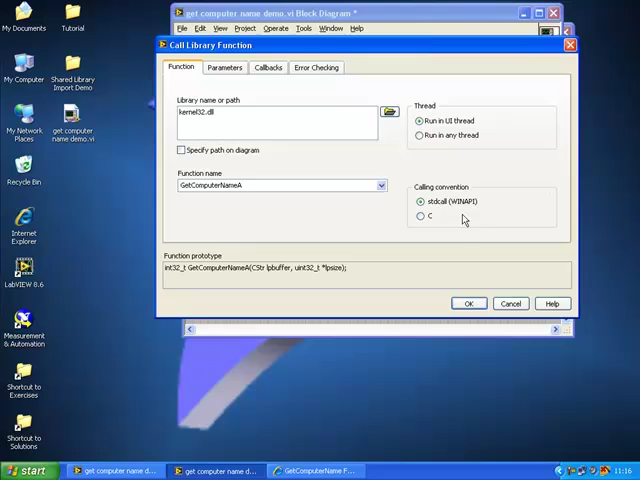 My Documents
Tutorial
My Computer
Shared Library Import Demo
My Network Places
get computer name demo.vi
Recycle Bin
Internet Explorer
LabVIEW 8.6
Measurement & Automation
Shortcut to Exercises
Shortcut to Solutions
get computer name demo.vi Block Diagram *
File Edit View Project Operate Tools Window Help
Call Library Function
Function Parameters Callbacks Error Checking
Library name or path
kernel32.dll
Specify path on diagram
Function name
GetComputerNameA
Thread
Run in UI thread
Run in any thread
Calling convention
stdcall (WINAPI)
C
Function prototype
int32_t GetComputerNameA(CStr lpbuffer, uint32_t *lpsize);
OK Cancel Help
start get computer name d... get computer name d... GetComputerName F... 11:16